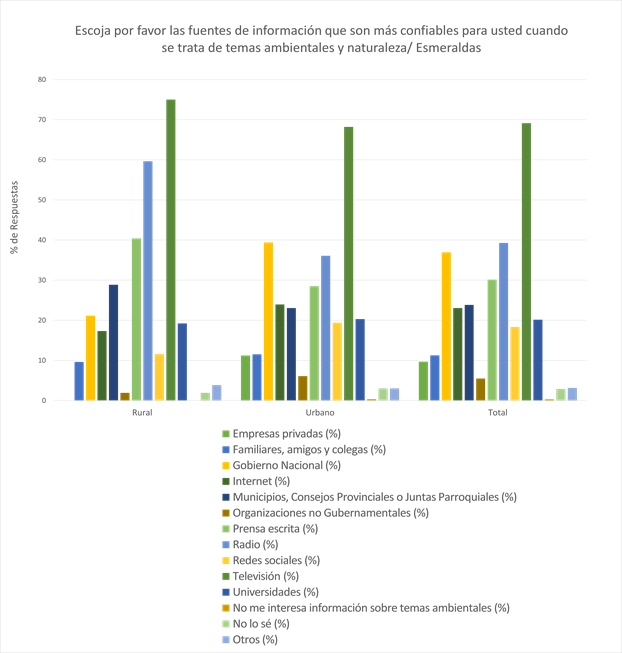 Escoja por favor las fuentes de información que son más confiables para usted cuando
se trata de temas ambientales y naturaleza/ Esmeraldas
% de Respuestas
80
70
60
50
40
30
20
10
0
Rural Urbano Total
Empresas privadas (%)
Familiares, amigos y colegas (%)
Gobierno Nacional (%)
Internet (%)
Municipios, Consejos Provinciales o Juntas Parroquiales (%)
Organizaciones no Gubernamentales (%)
Prensa escrita (%)
Radio (%)
Redes sociales (%)
Televisión (%)
Universidades (%)
No me interesa información sobre temas ambientales (%)
No lo sé (%)
Otros (%)